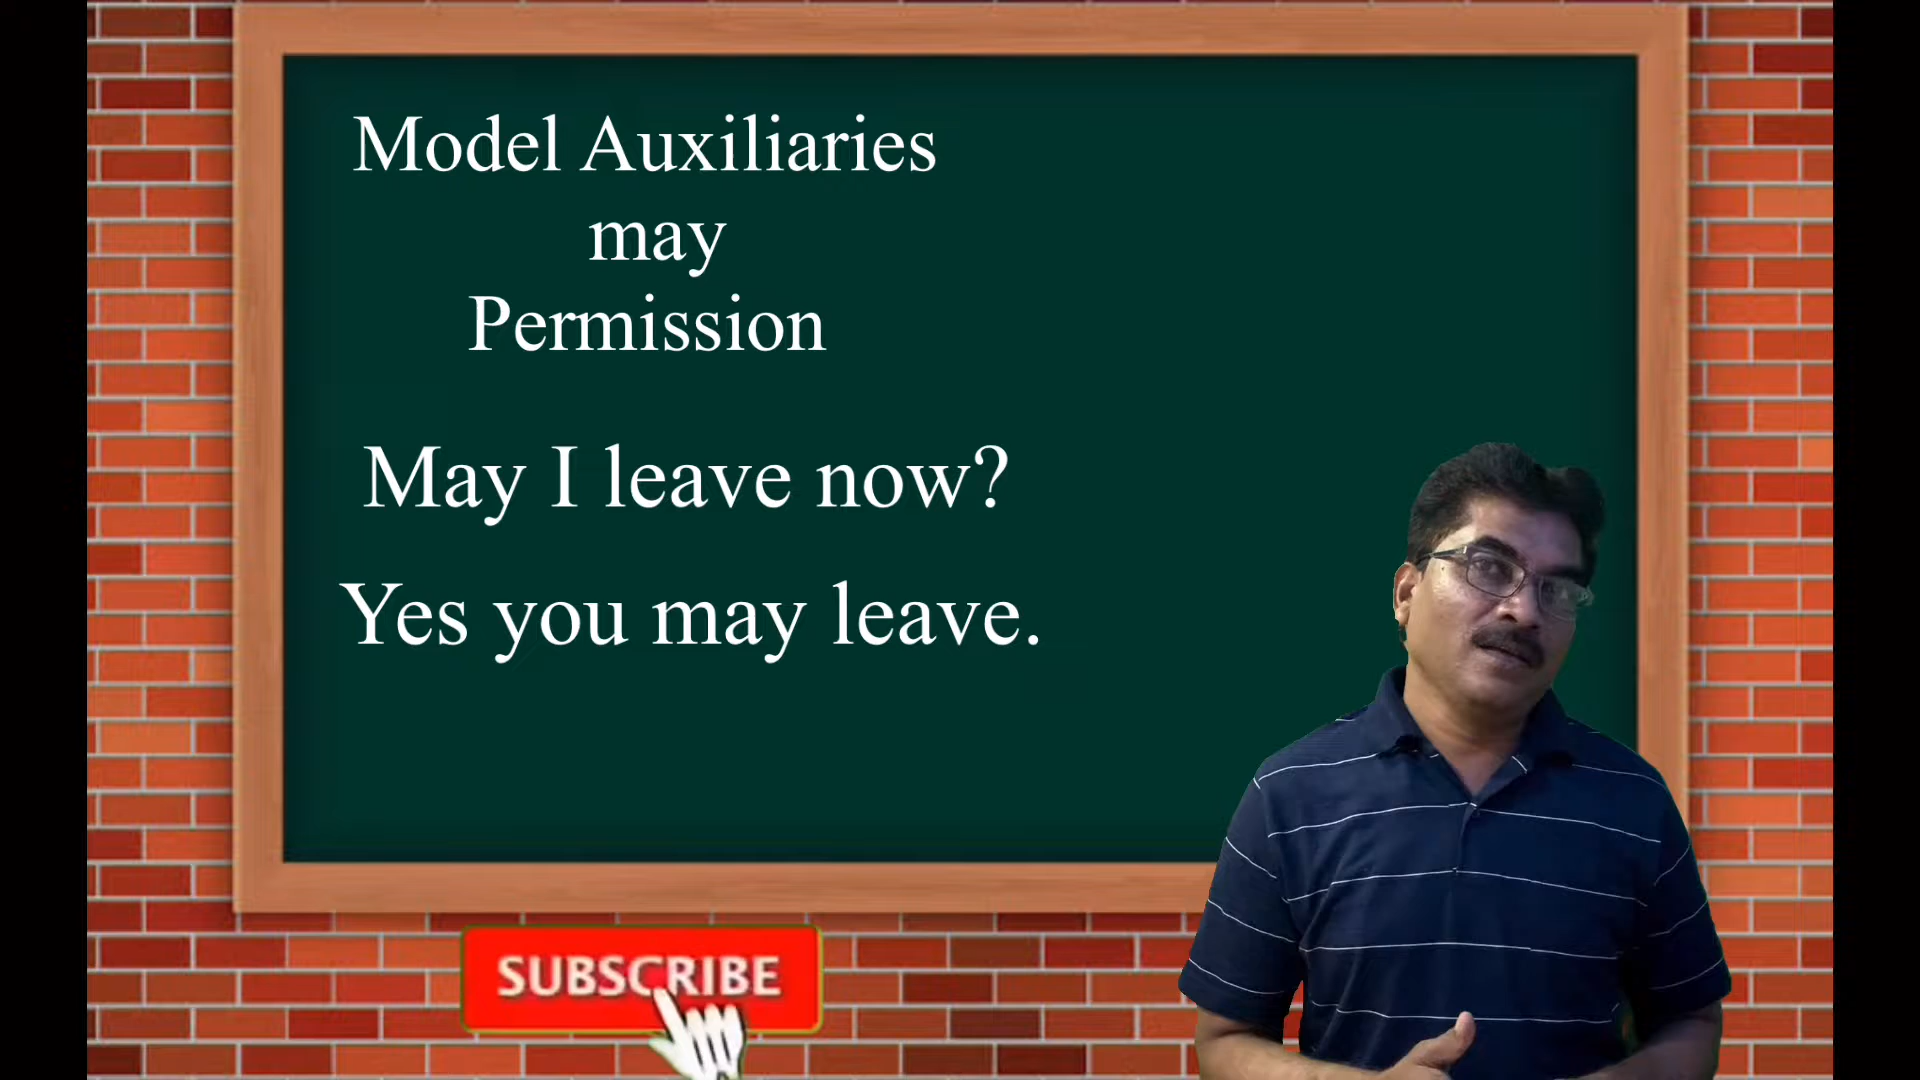 Model Auxiliaries
may
Permission
May I leave now?
Yes you may leave.
SUBSCRIBE